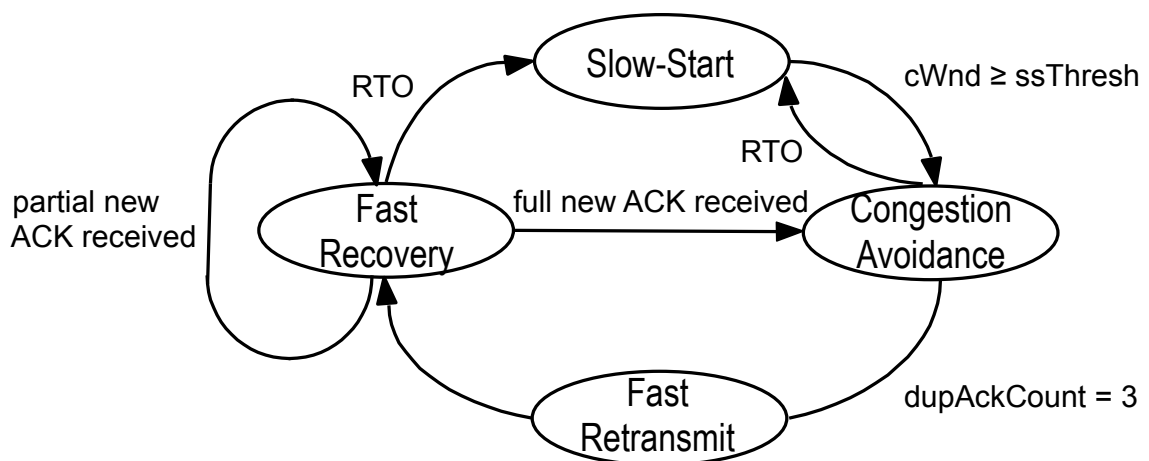 Slow-Start
cWnd ≥ ssThresh
RTO
RTO
partial new
ACK received
Fast
Recovery
full new ACK received
Congestion
Avoidance
Fast
Retransmit
dupAckCount = 3